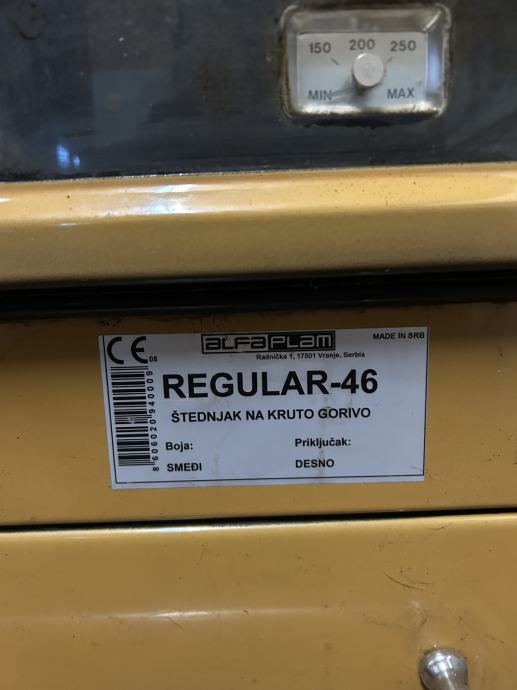 150 200 250
MIN MAX
CE
08
ALFA PLAM
MADE IN SRB
Radnička 1, 17501 Vranje, Serbia
REGULAR-46
ŠTEDNJAK NA KRUTO GORIVO
Boja: Priključak:
SMEĐI DESNO
8606020940009